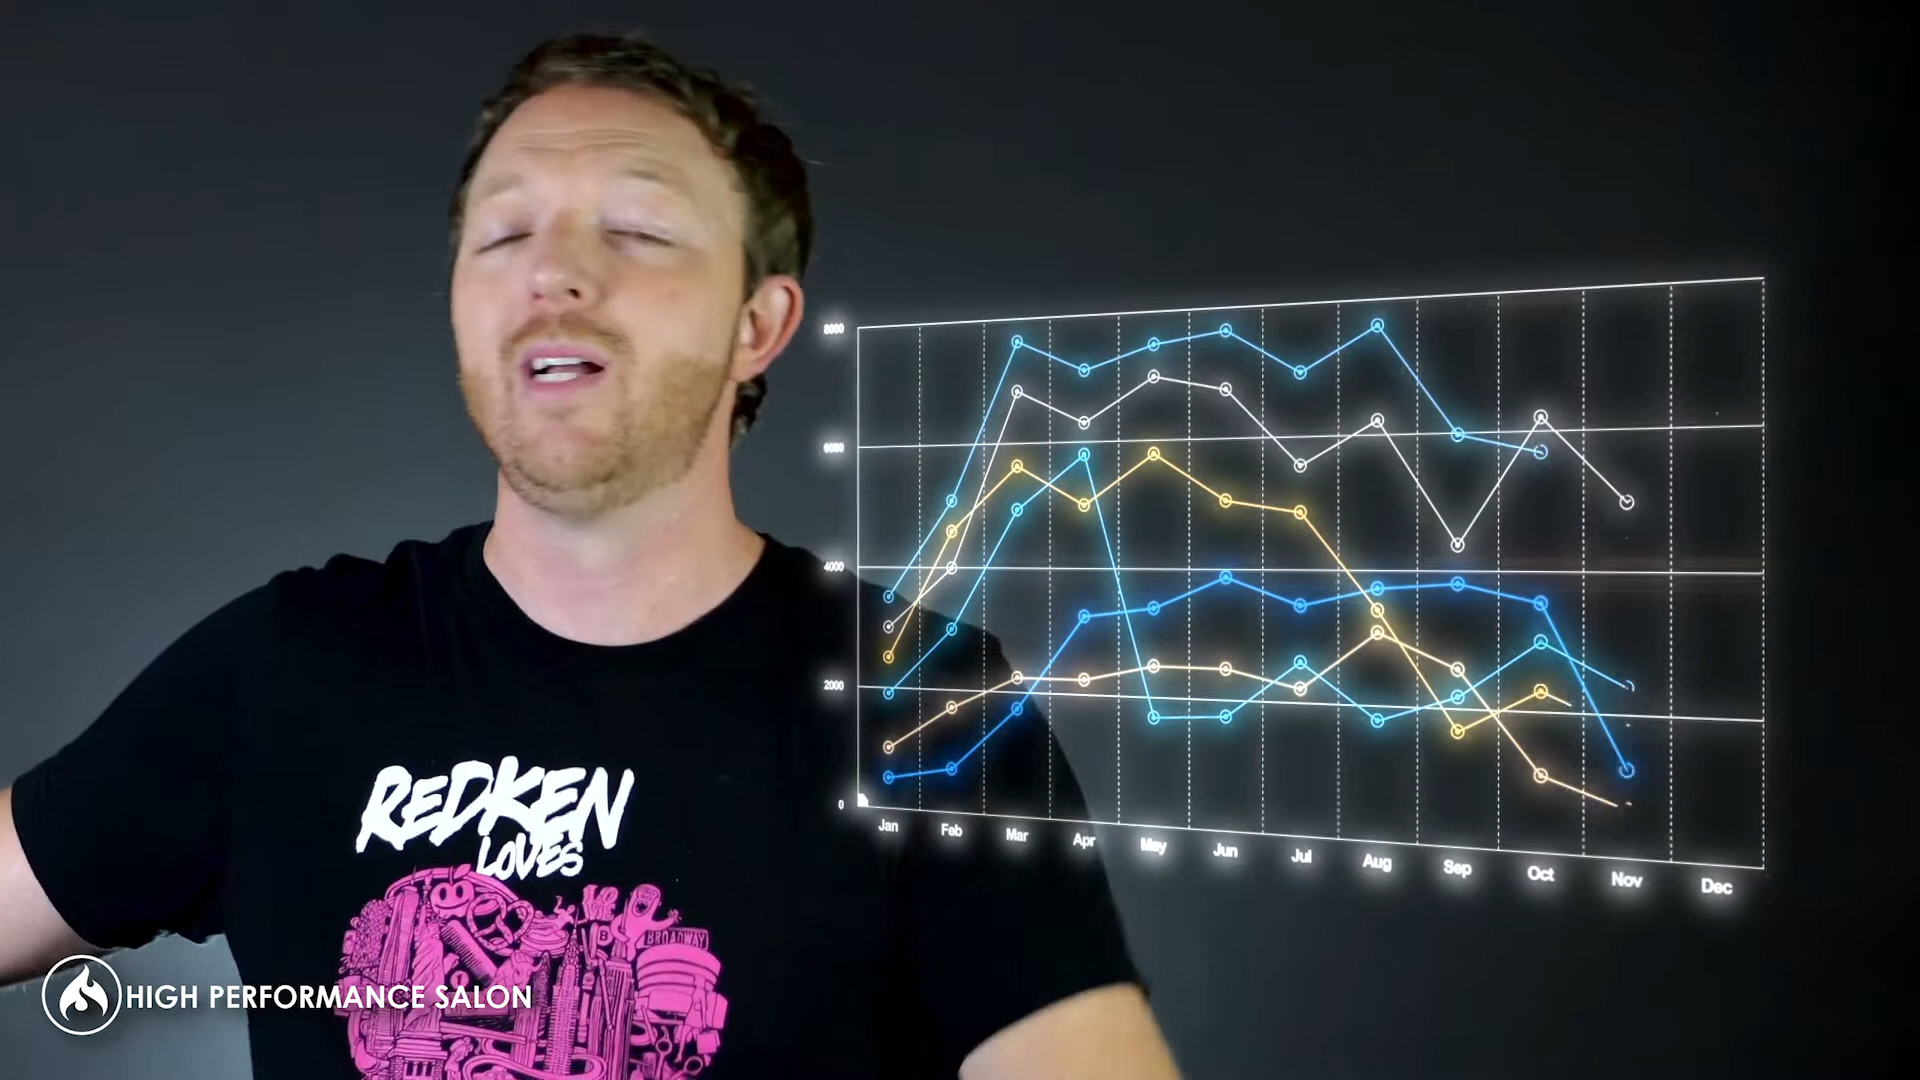 8000
6000
4000
2000
0
Jan Feb Mar Apr May Jun Jul Aug Sep Oct Nov Dec
REDKEN
LOVES
B
BROADWAY
HIGH PERFORMANCE SALON